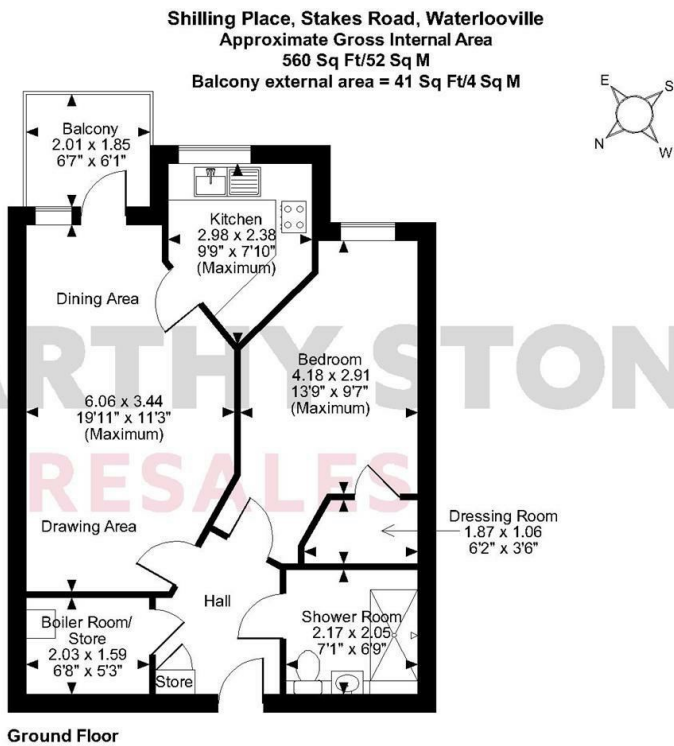 Shilling Place, Stakes Road, Waterlooville
Approximate Gross Internal Area
560 Sq Ft/52 Sq M
Balcony external area = 41 Sq Ft/4 Sq M
E
S
N
W
Balcony
2.01 x 1.85
6'7" x 6'1"
Kitchen
2.98 x 2.38
9'9" x 7'10"
(Maximum)
Dining Area
ARTHY STON
RESALES
6.06 x 3.44
19'11" x 11'3"
(Maximum)
Bedroom
4.18 x 2.91
13'9" x 9'7"
(Maximum)
Drawing Area
Dressing Room
1.87 x 1.06
6'2" x 3'6"
Hall
Boiler Room/
Store
2.03 x 1.59
6'8" x 5'3"
Store
Shower Room
2.17 x 2.05
7'1" x 6'9"
Ground Floor